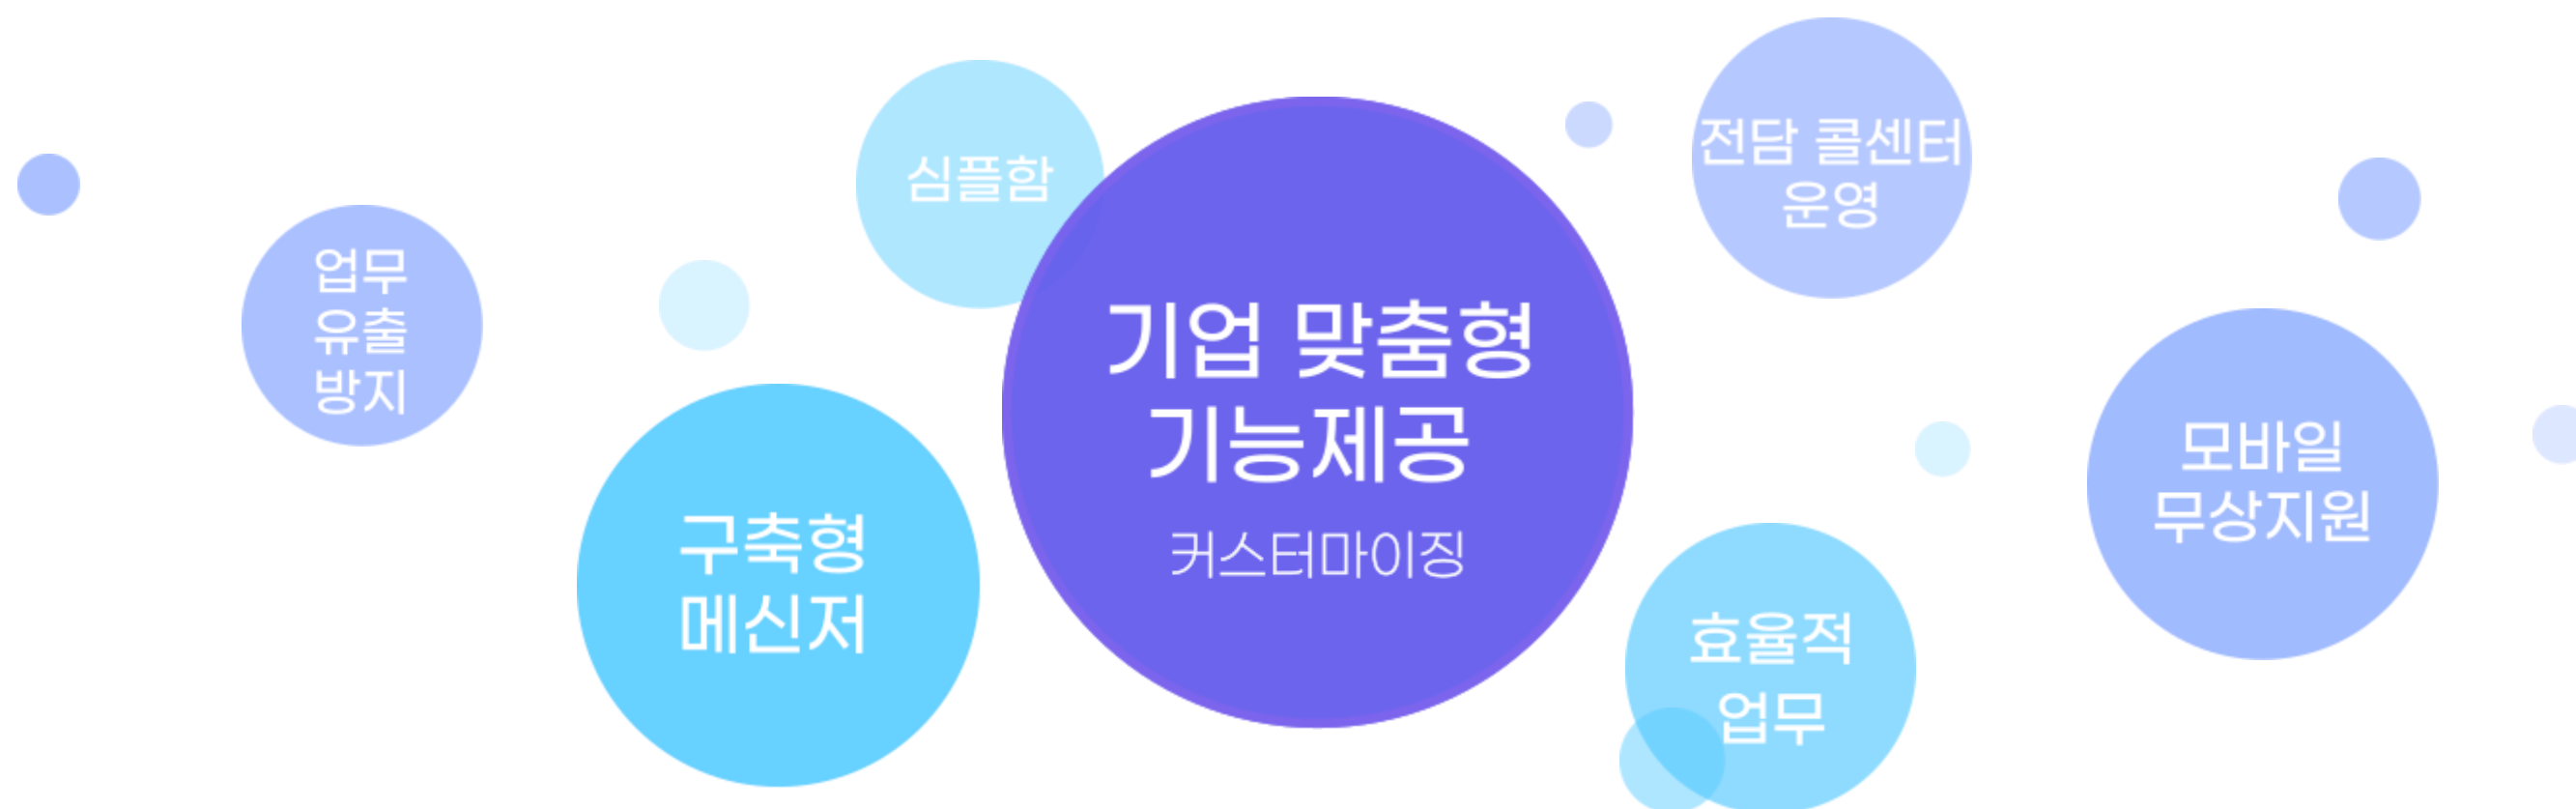 업무
유출
방지
심플함
구축형
메신저
기업 맞춤형
기능제공
커스터마이징
전담 콜센터
운영
효율적
업무
모바일
무상지원